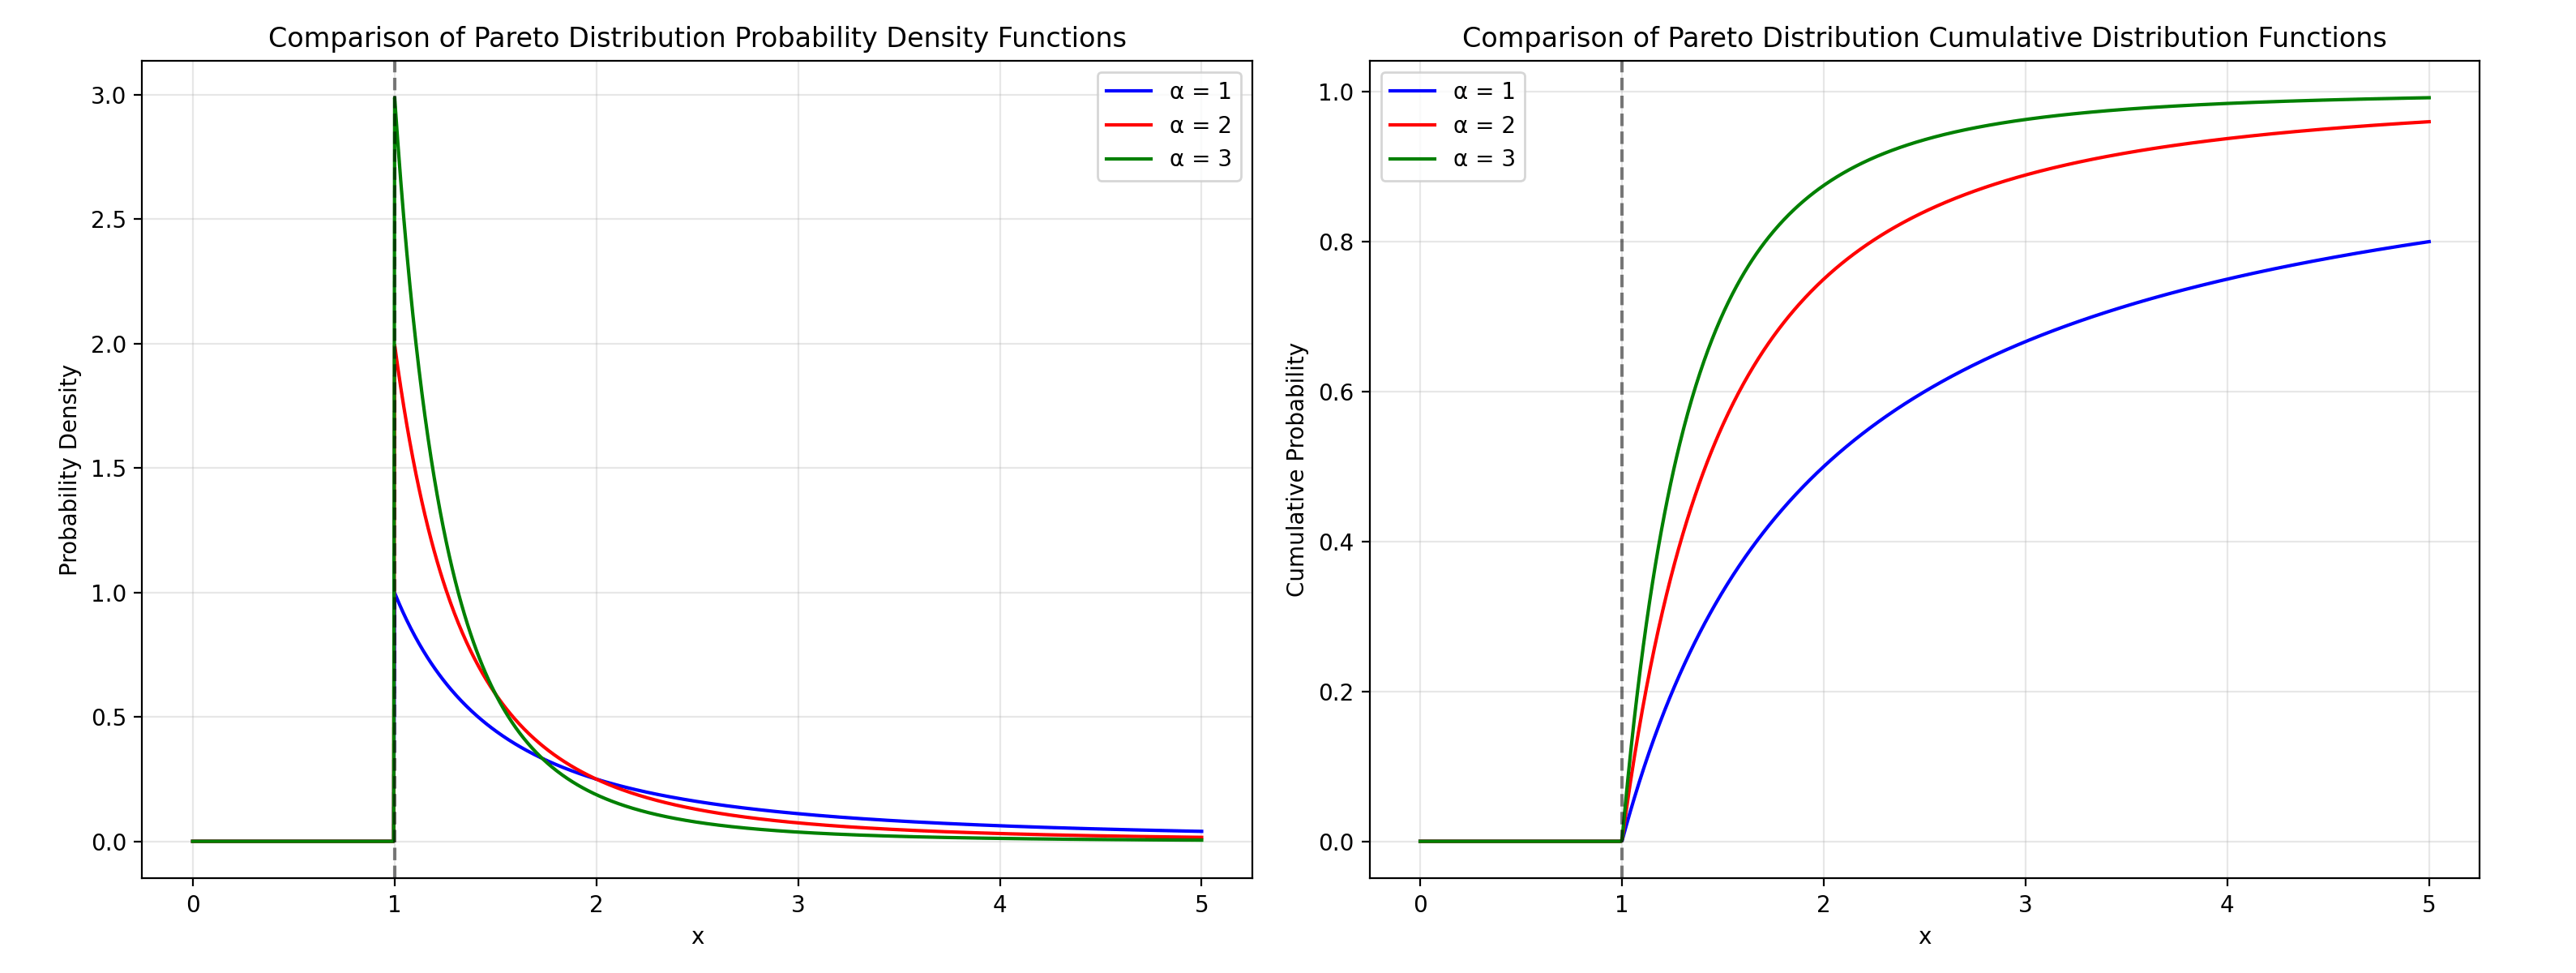 Comparison of Pareto Distribution Probability Density Functions
α = 1
α = 2
α = 3
3.0
2.5
2.0
1.5
1.0
0.5
0.0
Probability Density
0 1 2 3 4 5
x
Comparison of Pareto Distribution Cumulative Distribution Functions
α = 1
α = 2
α = 3
1.0
0.8
0.6
0.4
0.2
0.0
Cumulative Probability
0 1 2 3 4 5
x